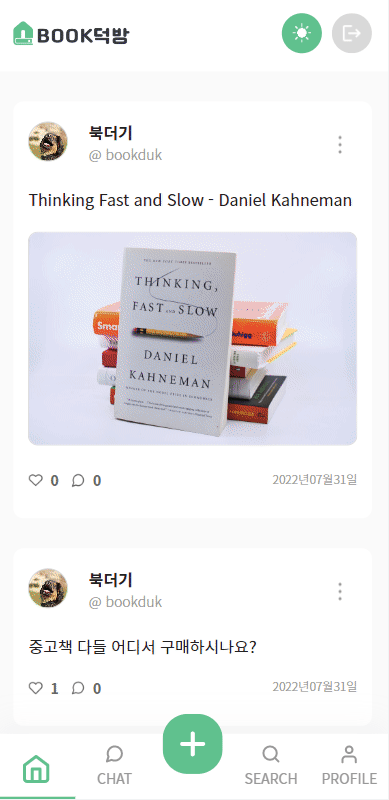 BOOK덕방
북더기
@ bookduk
Thinking Fast and Slow - Daniel Kahneman
THINKING,
FAST AND SLOW
DANIEL
KAHNEMAN
0 0 2022년07월31일
북더기
@ bookduk
중고책 다들 어디서 구매하시나요?
1 0 2022년07월31일
CHAT SEARCH PROFILE